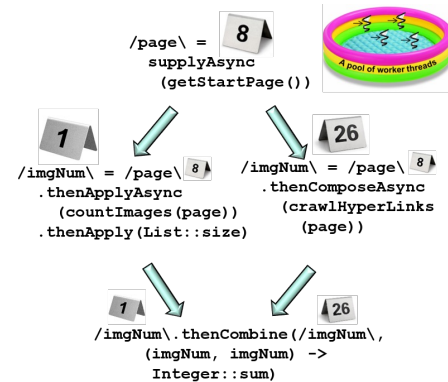 /page\ = 8
supplyAsync
(getStartPage())
A pool of worker threads
1
/imgNum\ = /page\ 8
.thenApplyAsync
(countImages(page))
.thenApply(List::size)
26
/imgNum\ = /page\ 8
.thenComposeAsync
(crawlHyperLinks
(page))
1
26
/imgNum\.thenCombine(/imgNum\,
(imgNum, imgNum) ->
Integer::sum)